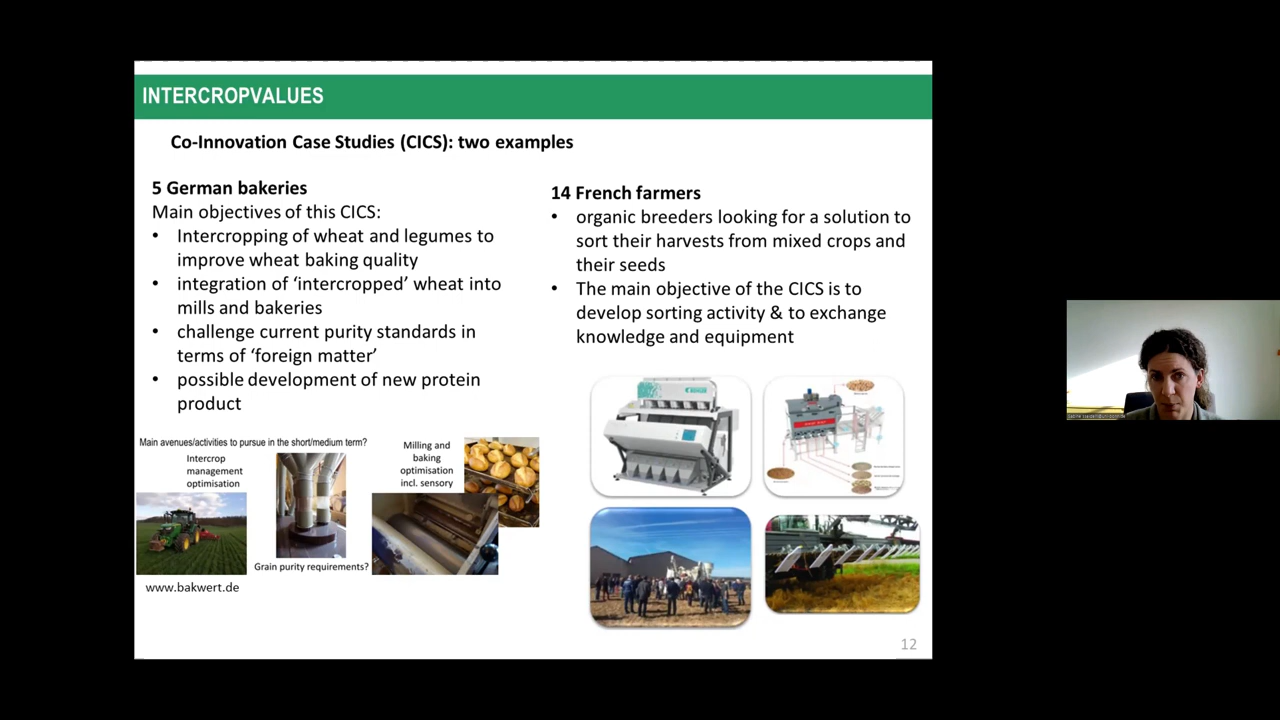 INTERCROPVALUES
Co-Innovation Case Studies (CICS): two examples
5 German bakeries
Main objectives of this CICS:
• Intercropping of wheat and legumes to
improve wheat baking quality
• integration of ‘intercropped’ wheat into
mills and bakeries
• challenge current purity standards in
terms of ‘foreign matter’
• possible development of new protein
product
Main avenues/activities to pursue in the short/medium term?
Intercrop
management
optimisation
Grain purity requirements?
Milling and
baking
optimisation
incl. sensory
www.bakwert.de
14 French farmers
• organic breeders looking for a solution to
sort their harvests from mixed crops and
their seeds
• The main objective of the CICS is to
develop sorting activity & to exchange
knowledge and equipment
12